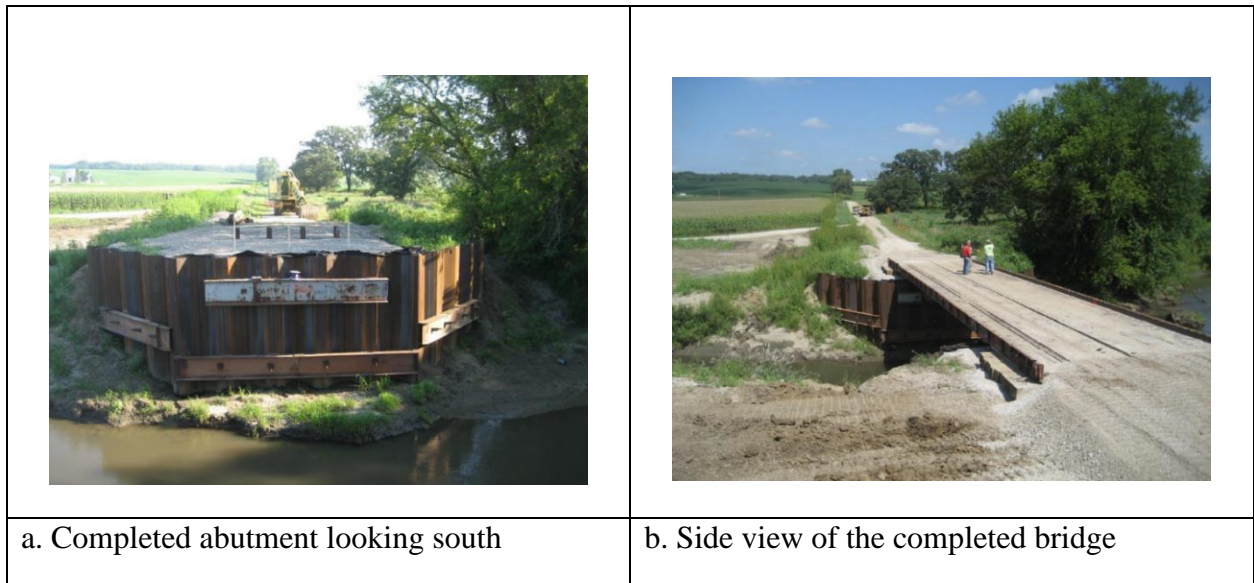 a. Completed abutment looking south
b. Side view of the completed bridge